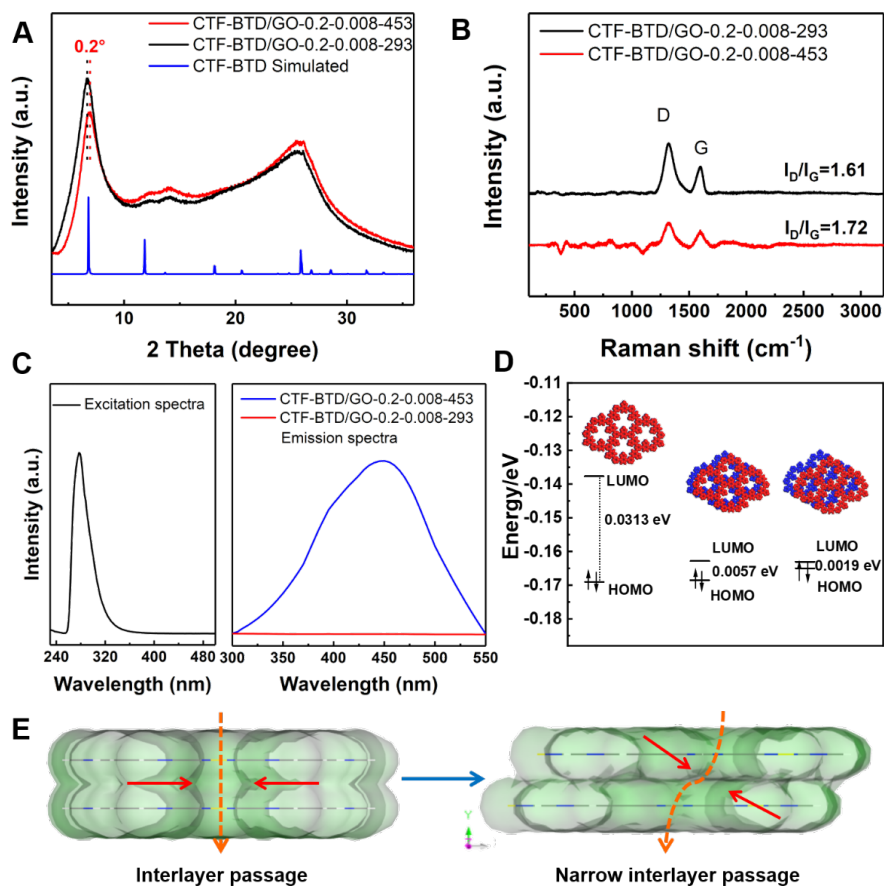 A
0.2°
CTF-BTD/GO-0.2-0.008-453
CTF-BTD/GO-0.2-0.008-293
CTF-BTD Simulated
Intensity (a.u.)
10
20
30
2 Theta (degree)
B
CTF-BTD/GO-0.2-0.008-293
CTF-BTD/GO-0.2-0.008-453
D
G
I_D/I_G=1.61
I_D/I_G=1.72
Intensity (a.u.)
500
1000
1500
2000
2500
3000
Raman shift (cm⁻¹)
C
Excitation spectra
Intensity (a.u.)
240
320
400
480
Wavelength (nm)
CTF-BTD/GO-0.2-0.008-453
CTF-BTD/GO-0.2-0.008-293
Emission spectra
300
350
400
450
500
550
Wavelength (nm)
D
-0.11
-0.12
-0.13
-0.14
-0.15
-0.16
-0.17
-0.18
Energy/eV
LUMO
0.0313 eV
HOMO
LUMO
0.0057 eV
HOMO
LUMO
0.0019 eV
HOMO
E
Y
Interlayer passage
Narrow interlayer passage